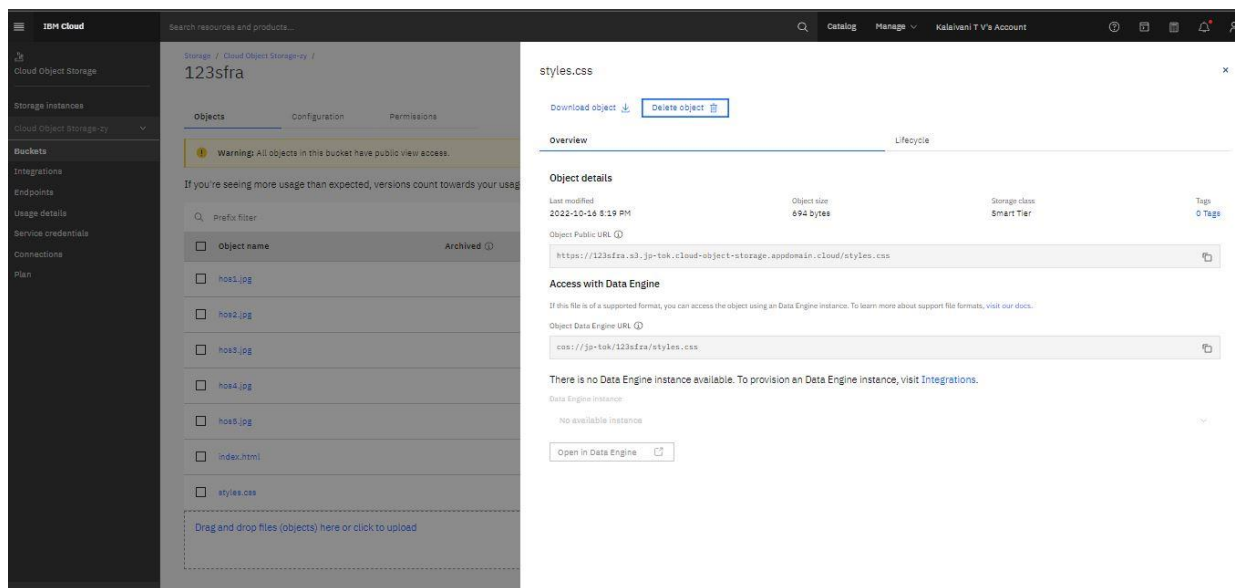 IBM Cloud
Search resources and products...
Catalog
Manage
Kalaivani T V's Account
Cloud Object Storage
Storage instances
Cloud Object Storage-zy
Buckets
Integrations
Endpoints
Usage details
Service credentials
Connections
Plan
Storage / Cloud Object Storage-zy /
123sfra
Objects
Configuration
Permissions
Warning: All objects in this bucket have public view access.
If you're seeing more usage than expected, versions count towards your usag
Prefix filter
Object name
Archived
hos1.jpg
hos2.jpg
hos3.jpg
hos4.jpg
hos5.jpg
index.html
styles.css
Drag and drop files (objects) here or click to upload
styles.css
Download object
Delete object
Overview
Lifecycle
Object details
Last modified
2022-10-16 8:19 PM
Object size
694 bytes
Storage class
Smart Tier
Tags
0 Tags
Object Public URL
https://123sfra.s3.jp-tok.cloud-object-storage.appdomain.cloud/styles.css
Access with Data Engine
If this file is of a supported format, you can access the object using an Data Engine instance. To learn more about support file formats, visit our docs.
Object Data Engine URL
cos://jp-tok/123sfra/styles.css
There is no Data Engine instance available. To provision an Data Engine instance, visit Integrations.
Data Engine instance
No available instance
Open in Data Engine